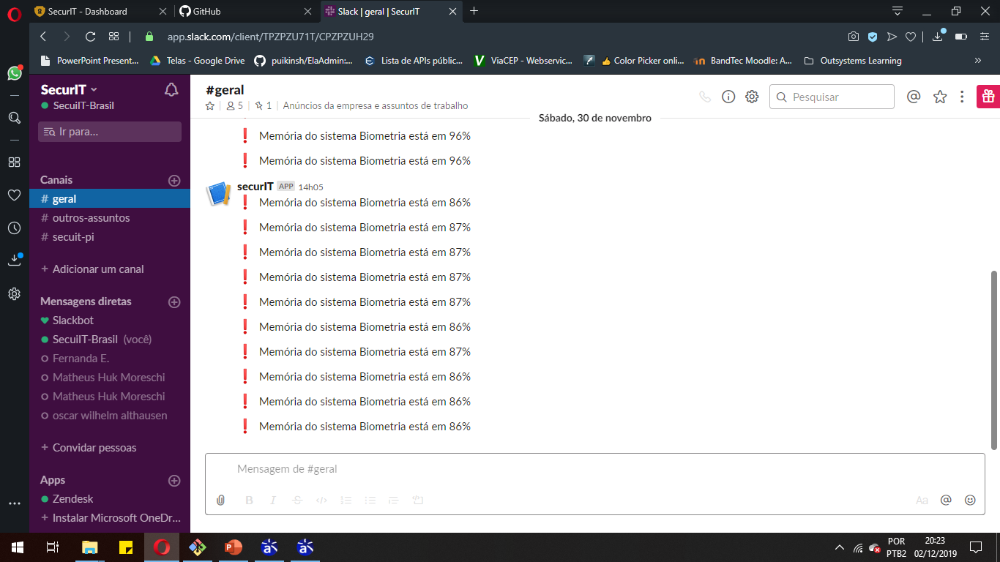 SecurIT - Dashboard
GitHub
Slack | geral | SecurIT
app.slack.com/client/TPZPZU71T/CPZPZUH29
PowerPoint Present...
Telas - Google Drive
puikinsh/ElaAdmin:...
Lista de APIs públic...
ViaCEP - Webservic...
Color Picker onli...
BandTec Moodle: A...
Outsystems Learning
»
SecurIT
SecuiIT-Brasil
Ir para...
Canais
# geral
# outros-assuntos
# secuit-pi
+ Adicionar um canal
Mensagens diretas
Slackbot
SecuiIT-Brasil (você)
Fernanda E.
Matheus Huk Moreschi
Matheus Huk Moreschi
oscar wilhelm althausen
+ Convidar pessoas
Apps
Zendesk
+ Instalar Microsoft OneDr...
#geral
5 | 1 | Anúncios da empresa e assuntos de trabalho
Pesquisar
Sábado, 30 de novembro
❗ Memória do sistema Biometria está em 96%
❗ Memória do sistema Biometria está em 96%
securIT APP 14h05
❗ Memória do sistema Biometria está em 86%
❗ Memória do sistema Biometria está em 87%
❗ Memória do sistema Biometria está em 87%
❗ Memória do sistema Biometria está em 87%
❗ Memória do sistema Biometria está em 87%
❗ Memória do sistema Biometria está em 86%
❗ Memória do sistema Biometria está em 87%
❗ Memória do sistema Biometria está em 86%
❗ Memória do sistema Biometria está em 86%
❗ Memória do sistema Biometria está em 86%
Mensagem de #geral
B I S </> Aa @
POR
PTB2
20:23
02/12/2019